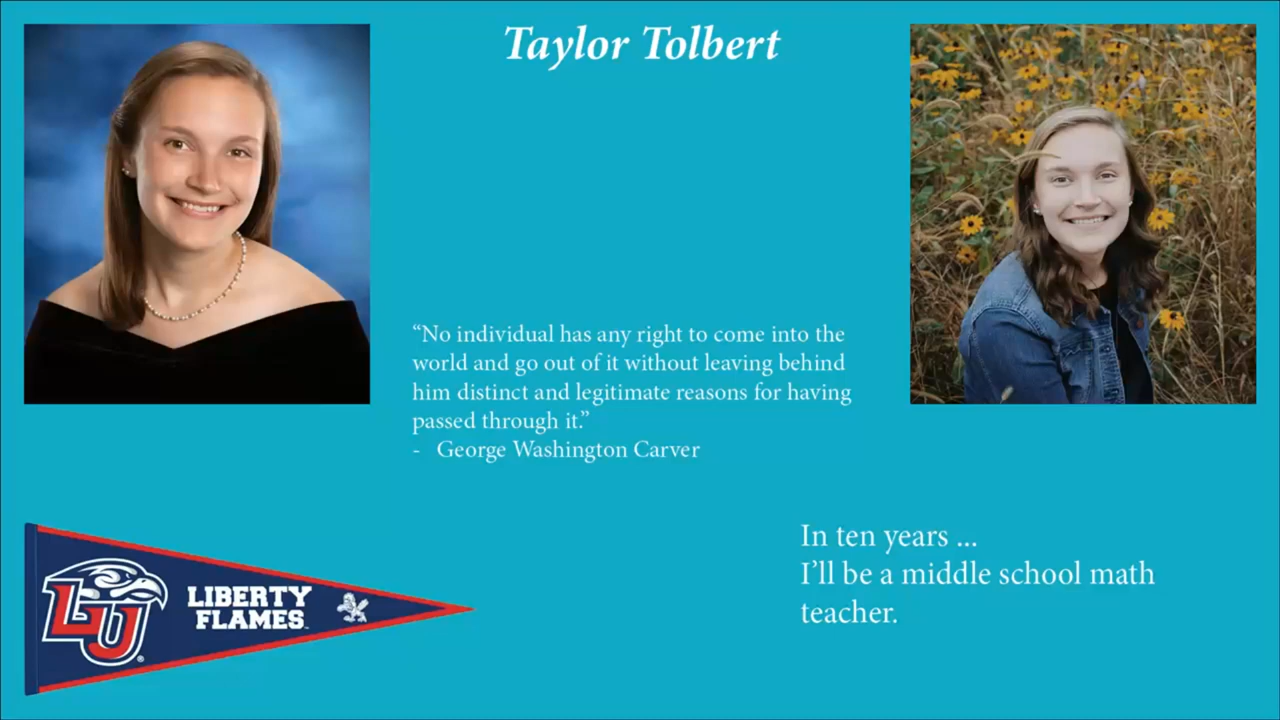 Taylor Tolbert
“No individual has any right to come into the
world and go out of it without leaving behind
him distinct and legitimate reasons for having
passed through it.”
- George Washington Carver
In ten years ...
I’ll be a middle school math
teacher.
LU
LIBERTY
FLAMES